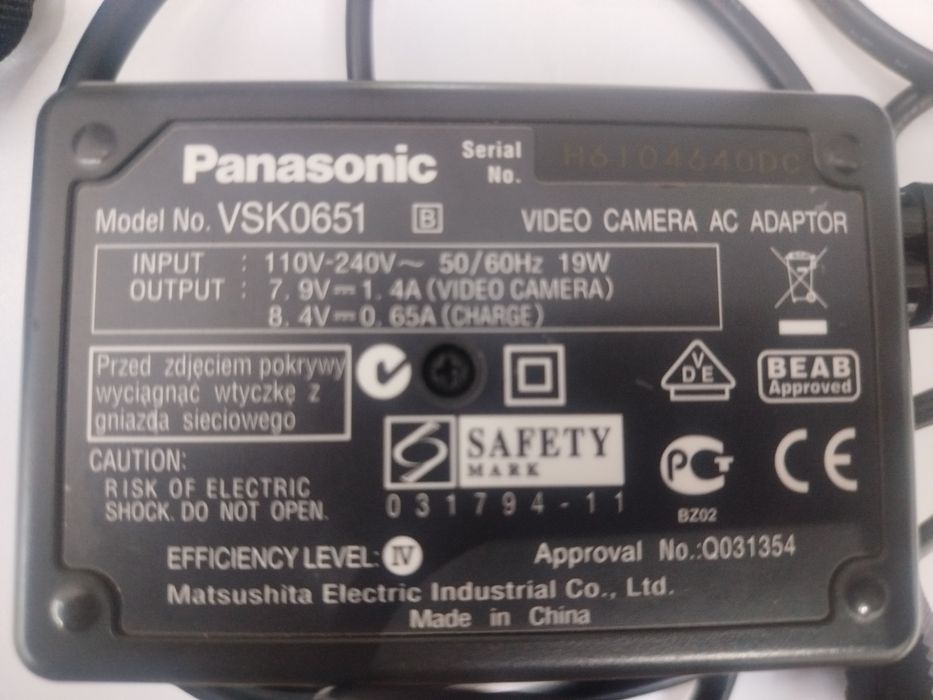 Panasonic Serial No. H6104640DC
Model No. VSK0651 B VIDEO CAMERA AC ADAPTOR
INPUT : 110V-240V～ 50/60Hz 19W
OUTPUT : 7.9V⎓1.4A (VIDEO CAMERA)
8.4V⎓0.65A (CHARGE)
Przed zdjęciem pokrywy
wyciągnąć wtyczkę z
gniazda sieciowego
VDE
BEAB
Approved
SAFETY
MARK
031794-11
PCT
BZ02
CE
CAUTION:
RISK OF ELECTRIC
SHOCK. DO NOT OPEN.
EFFICIENCY LEVEL: IV
Approval No.:Q031354
Matsushita Electric Industrial Co., Ltd.
Made in China